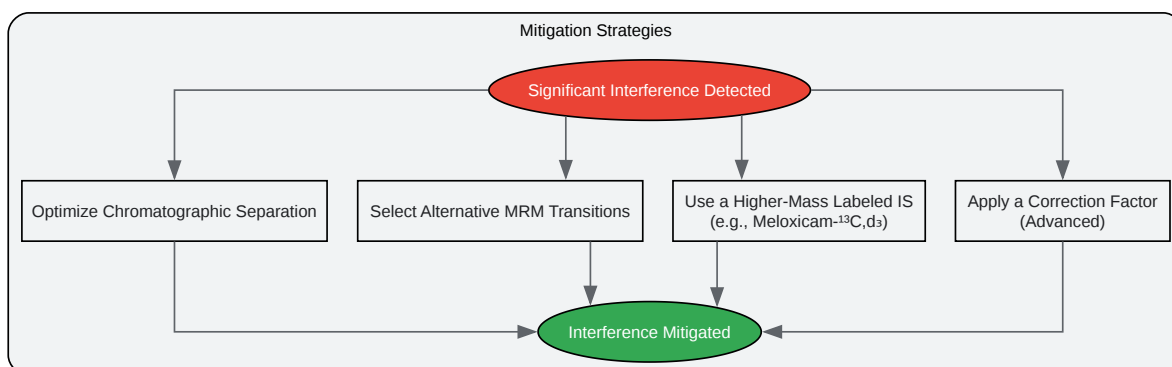 Mitigation Strategies
Significant Interference Detected
Optimize Chromatographic Separation
Select Alternative MRM Transitions
Use a Higher-Mass Labeled IS
(e.g., Meloxicam-¹³C,d₃)
Apply a Correction Factor
(Advanced)
Interference Mitigated